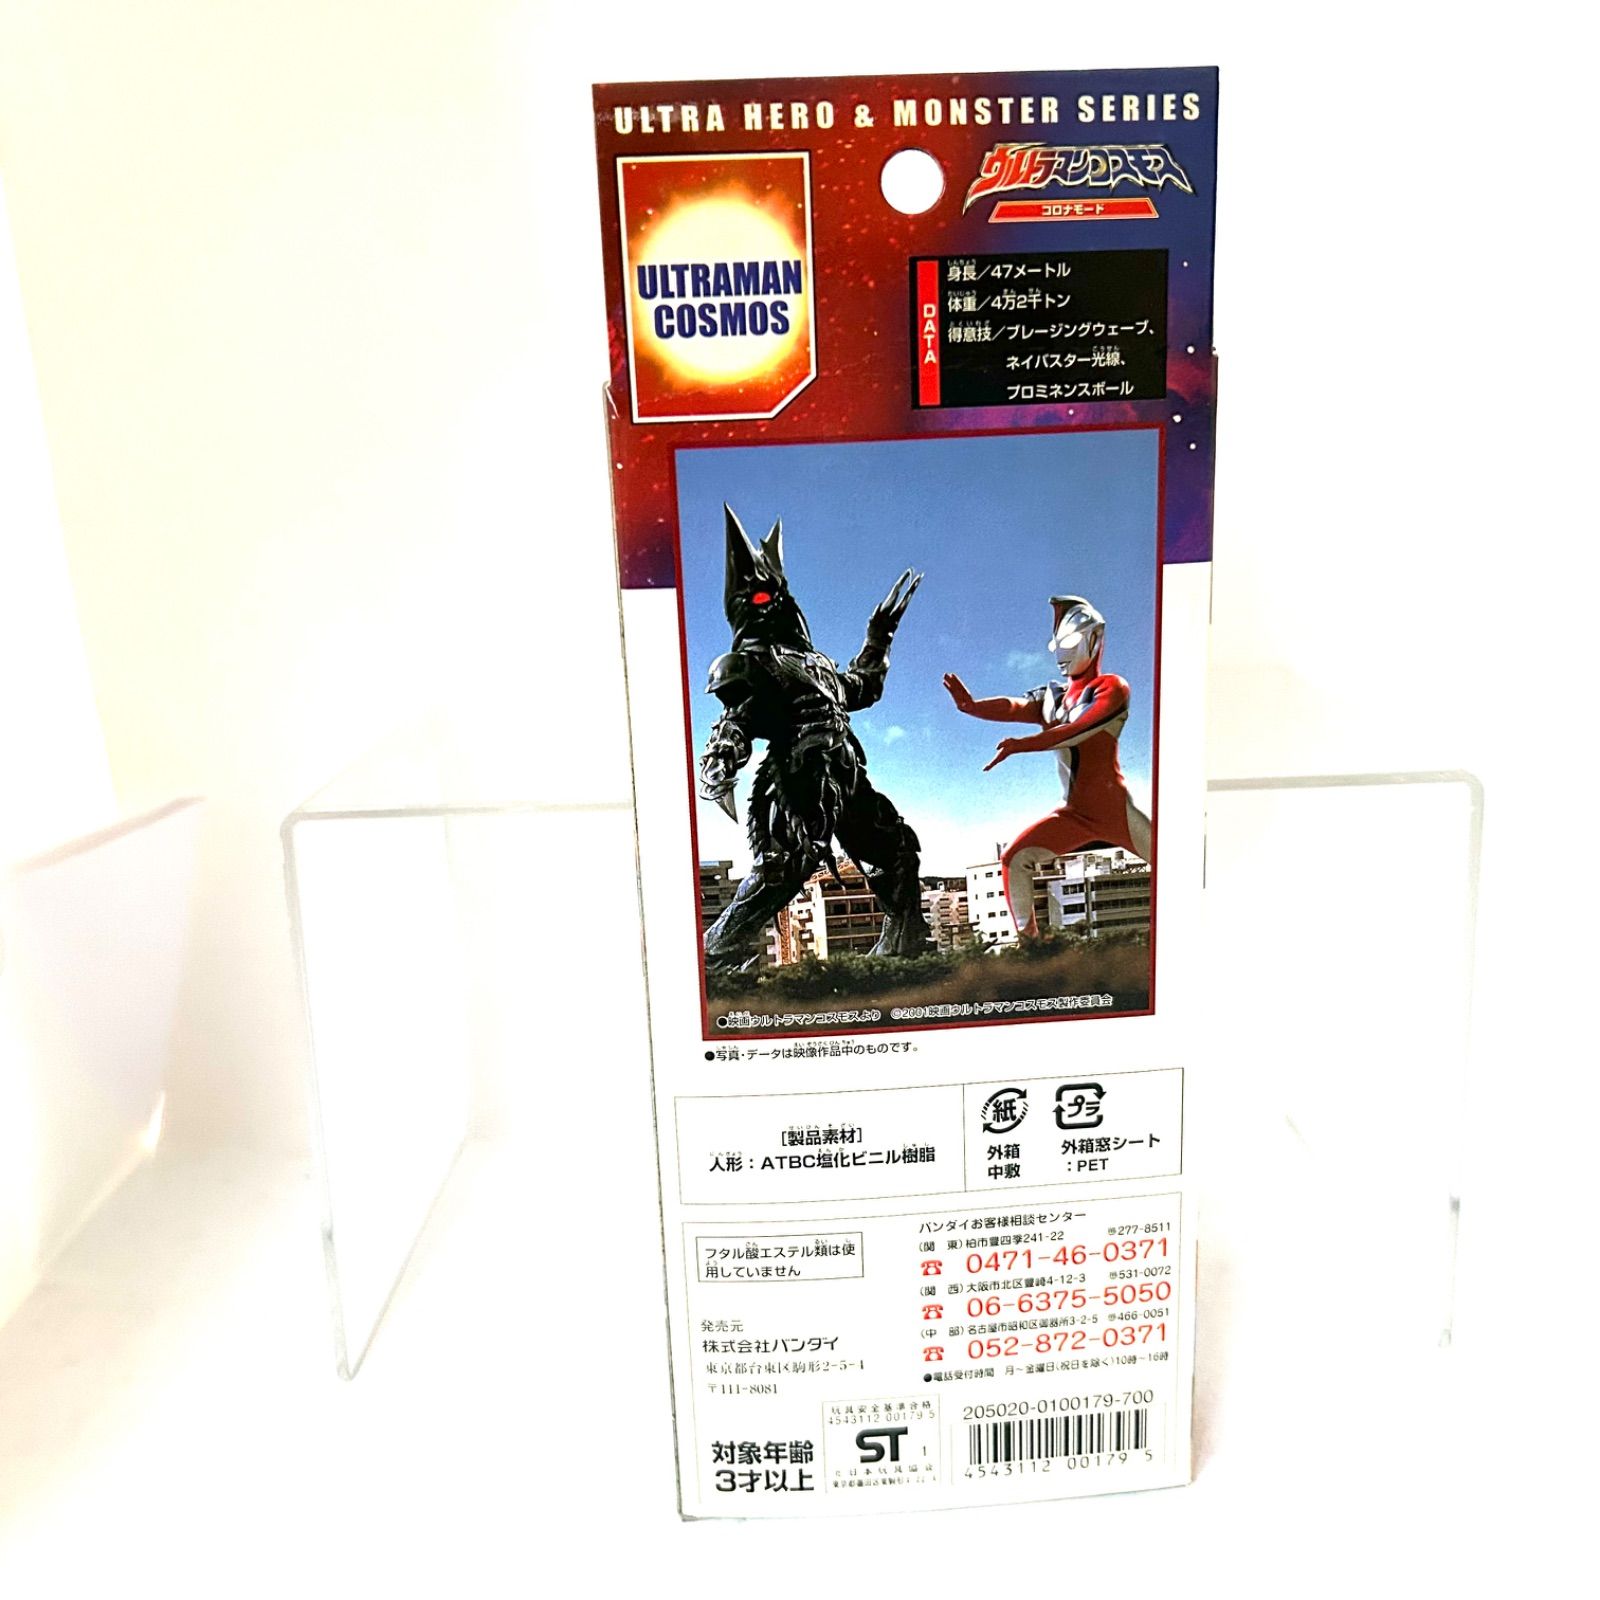 ULTRA HERO & MONSTER SERIES
ULTRAMAN
COSMOS
ウルトラマンコスモス
コロナモード
DATA
身長/47メートル
体重/4万2千トン
得意技/ブレージングウェーブ、
ネイバスター光線、
プロミネンスボール
●映画ウルトラマンコスモスより ©2001映画ウルトラマンコスモス製作委員会
●写真・データは映像作品中のものです。
[製品素材]
人形:ATBC塩化ビニル樹脂
紙
外箱
中敷
プラ
外箱窓シート
:PET
フタル酸エステル類は使
用していません
発売元
株式会社バンダイ
東京都台東区駒形2-5-4
〒111-8081
バンダイお客様相談センター
(関 東)柏市豊四季241-22 〠277-8511
☎ 0471-46-0371
(関 西)大阪市北区豊崎4-12-3 〠531-0072
☎ 06-6375-5050
(中 部)名古屋市昭和区御器所3-2-5 〠466-0051
☎ 052-872-0371
●電話受付時間 月~金曜日(祝日を除く)10時~16時
対象年齢
3才以上
玩具安全基準合格
4543112 00179 5
ST 1
日本玩具協会
205020-0100179-700
4543112 00179 5